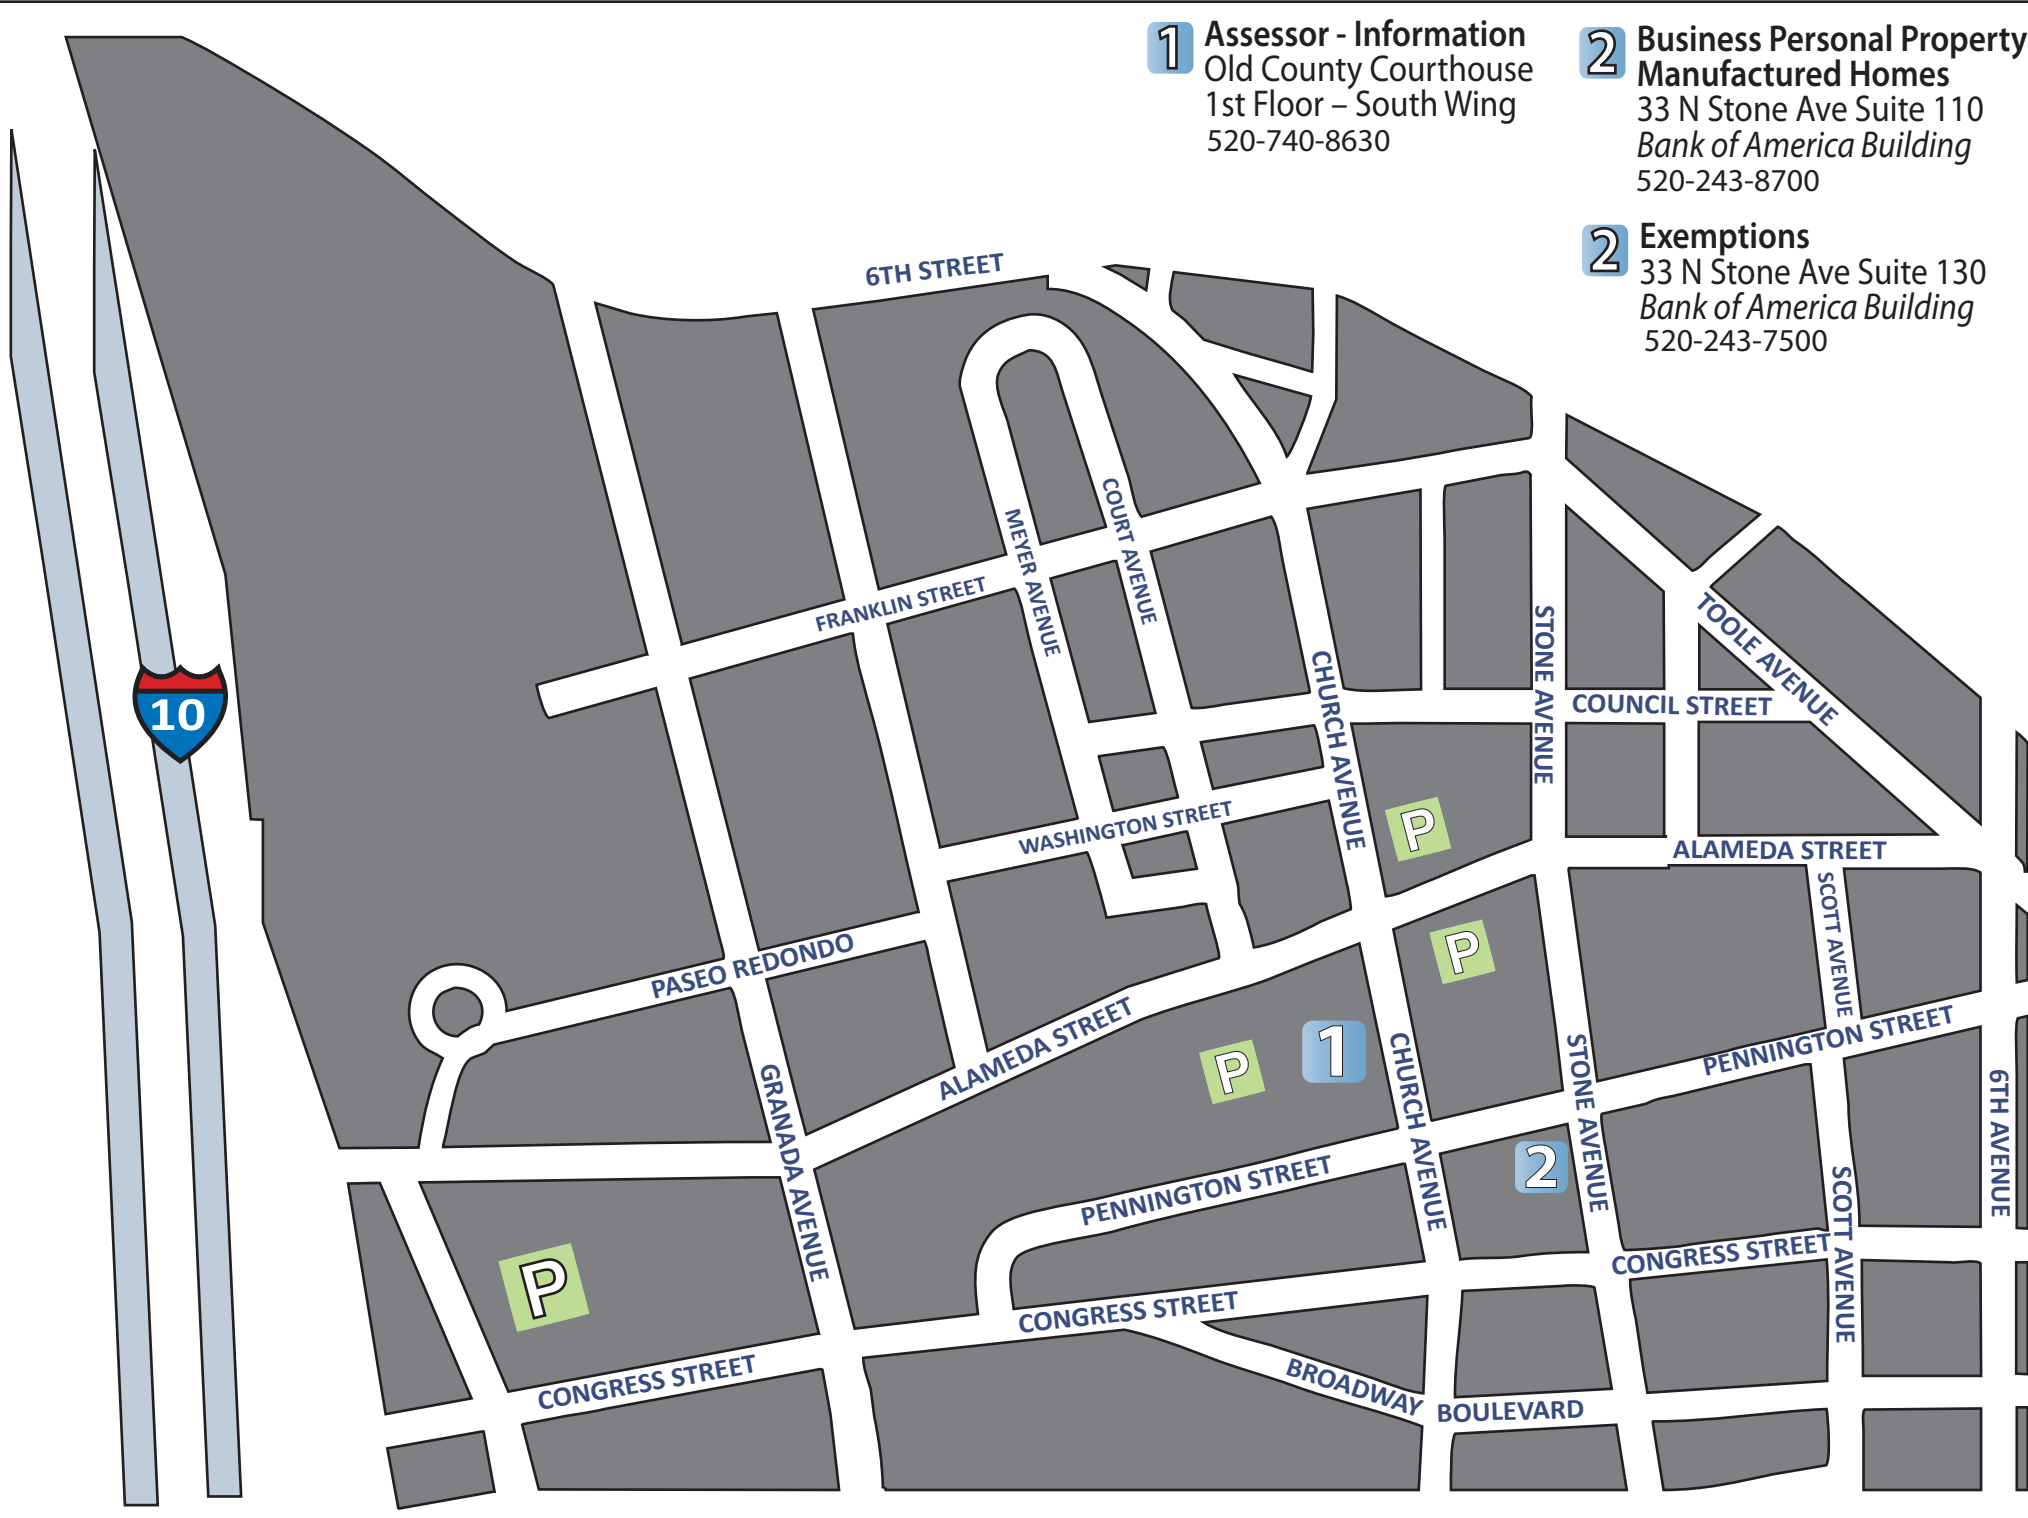 1 Assessor - Information
Old County Courthouse
1st Floor – South Wing
520-740-8630
2 Business Personal Property
Manufactured Homes
33 N Stone Ave Suite 110
Bank of America Building
520-243-8700
2 Exemptions
33 N Stone Ave Suite 130
Bank of America Building
520-243-7500
6TH STREET
MEYER AVENUE
COURT AVENUE
FRANKLIN STREET
STONE AVENUE
TOOLE AVENUE
CHURCH AVENUE
COUNCIL STREET
10
WASHINGTON STREET
P
ALAMEDA STREET
SCOTT AVENUE
PASEO REDONDO
P
ALAMEDA STREET
P
1
PENNINGTON STREET
GRANADA AVENUE
CHURCH AVENUE
STONE AVENUE
6TH AVENUE
2
PENNINGTON STREET
SCOTT AVENUE
P
CONGRESS STREET
CONGRESS STREET
CONGRESS STREET
BROADWAY
BOULEVARD